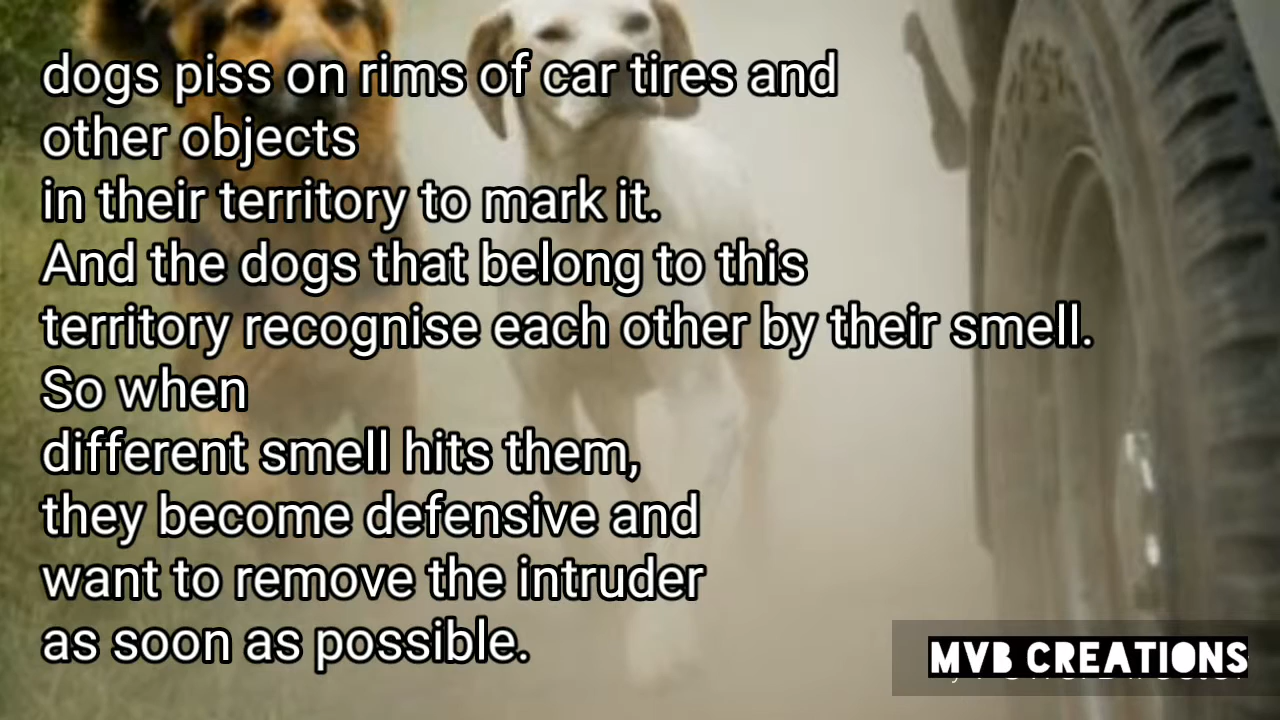 dogs piss on rims of car tires and
other objects
in their territory to mark it.
And the dogs that belong to this
territory recognise each other by their smell.
So when
different smell hits them,
they become defensive and
want to remove the intruder
as soon as possible.
MVB CREATIONS